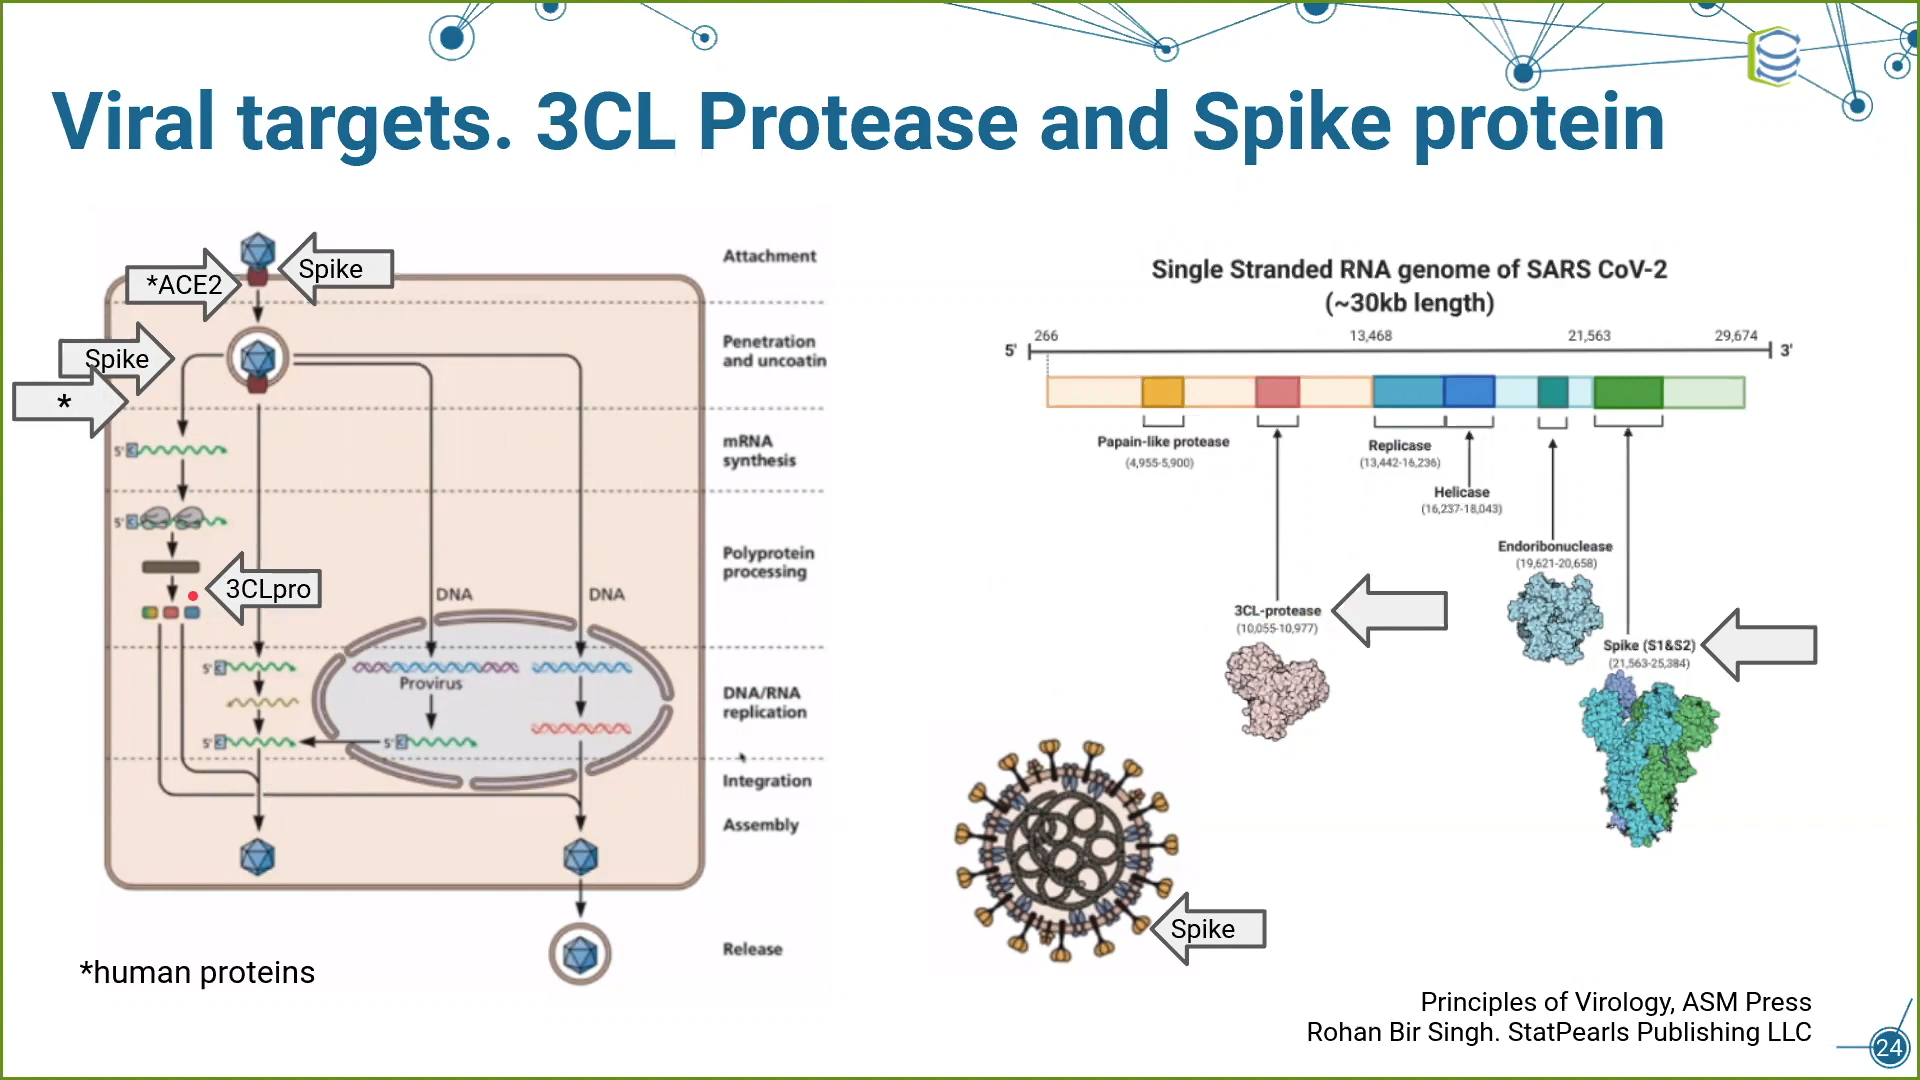 Viral targets. 3CL Protease and Spike protein
Attachment
*ACE2
Spike
Penetration
and uncoatin
Spike
*
mRNA
synthesis
5'
C
5'
C
Polyprotein
processing
3CLpro
DNA
DNA
5'
C
Provirus
DNA/RNA
replication
5'
C
5'
C
Integration
Assembly
Release
*human proteins
Single Stranded RNA genome of SARS CoV-2
(~30kb length)
266
13,468
21,563
29,674
5'
3'
Papain-like protease
(4,955-5,900)
Replicase
(13,442-16,236)
Helicase
(16,237-18,043)
Endoribonuclease
(19,621-20,658)
3CL-protease
(10,055-10,977)
Spike (S1&S2)
(21,563-25,384)
Spike
Principles of Virology, ASM Press
Rohan Bir Singh. StatPearls Publishing LLC
24